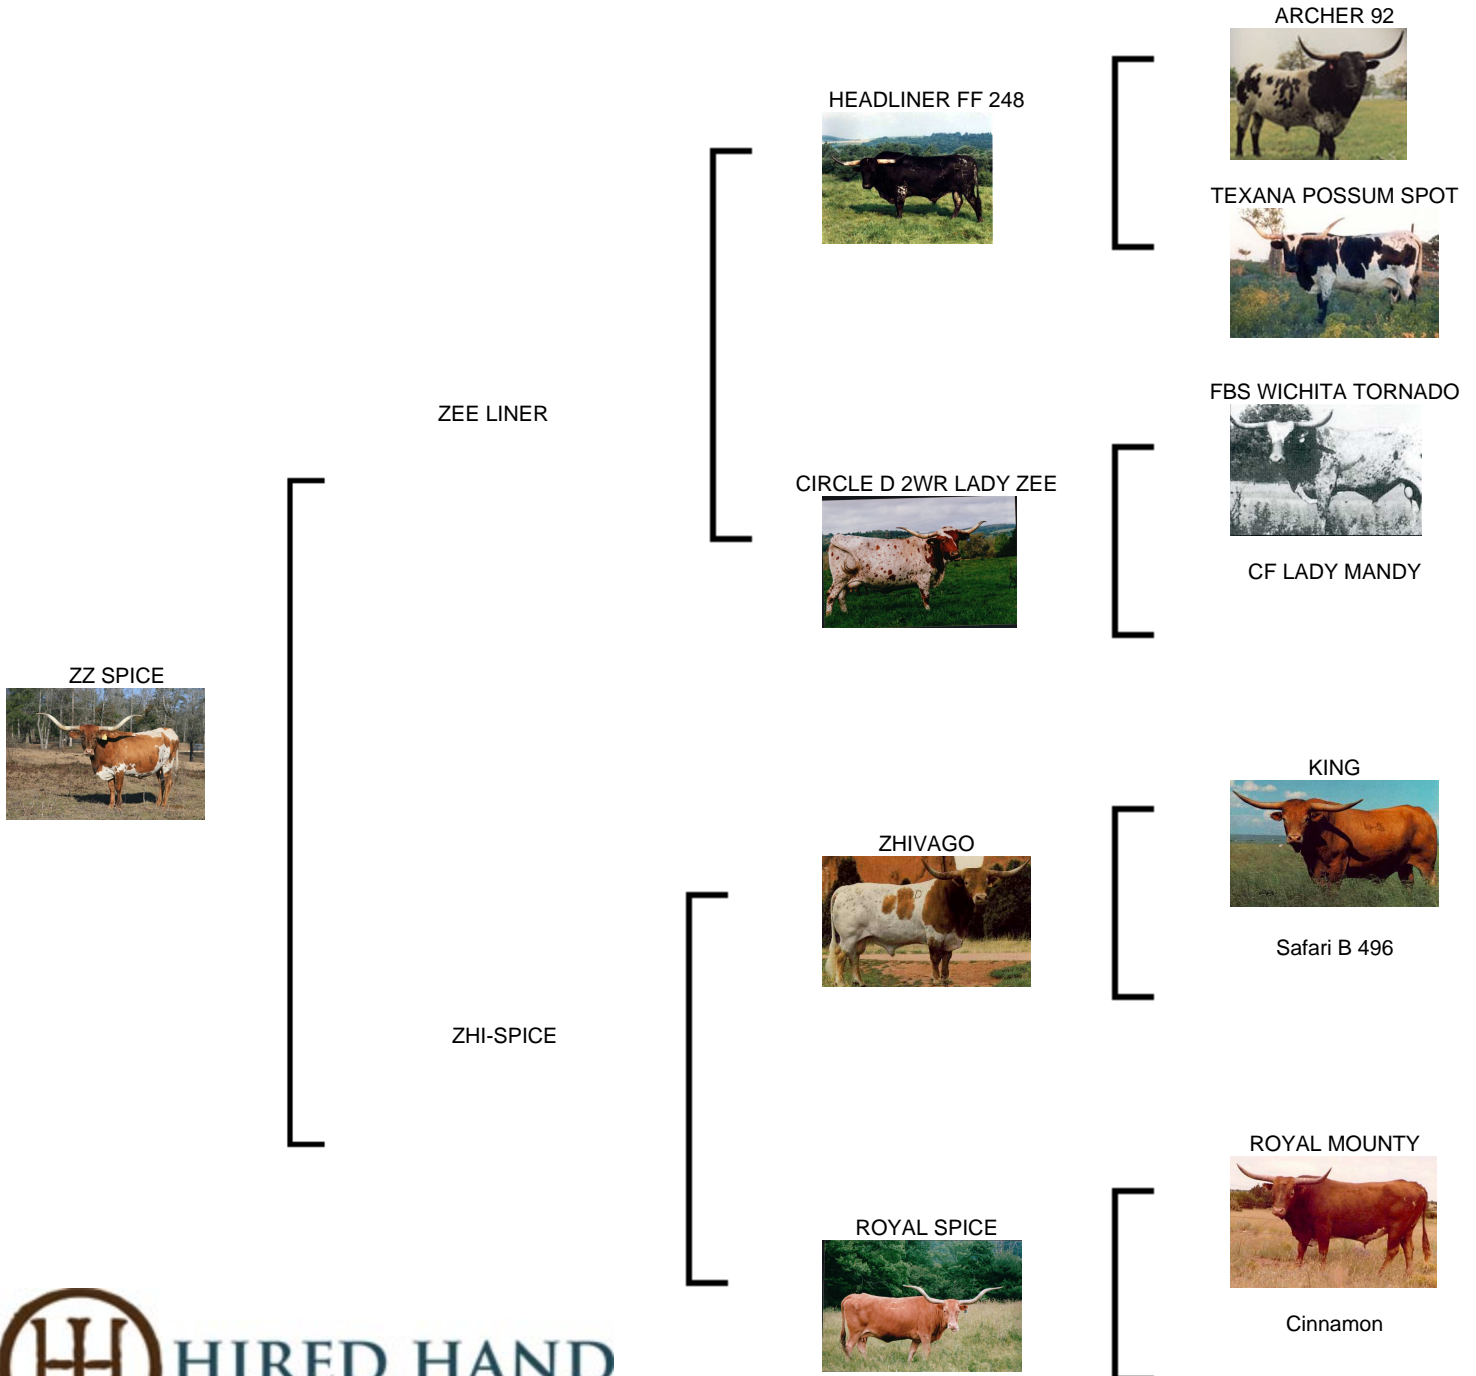 ARCHER 92
HEADLINER FF 248
TEXANA POSSUM SPOT
FBS WICHITA TORNADO
ZEE LINER
CIRCLE D 2WR LADY ZEE
CF LADY MANDY
ZZ SPICE
KING
ZHIVAGO
Safari B 496
ZHI-SPICE
ROYAL MOUNTY
ROYAL SPICE
Cinnamon
HIRED HAND